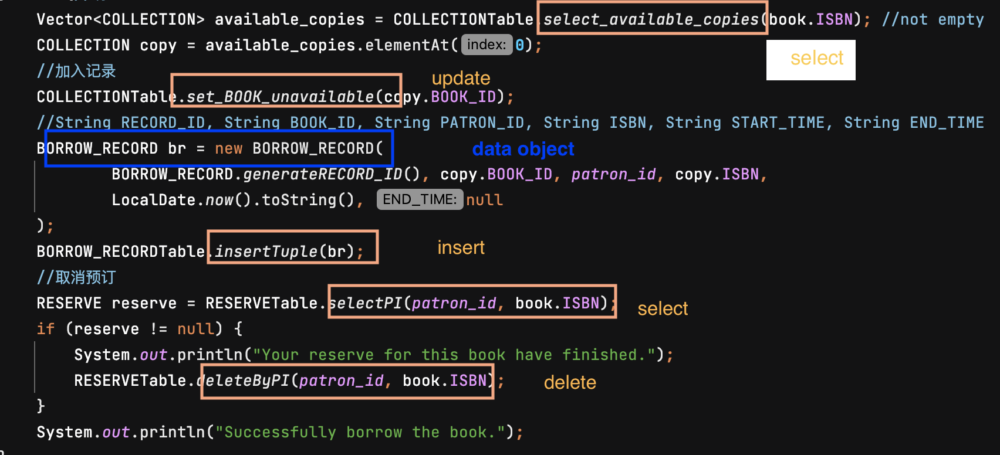 Vector<COLLECTION> available_copies = COLLECTIONTable.select_available_copies(book.ISBN); //not empty
COLLECTION copy = available_copies.elementAt( index: 0);
select
//加入记录
update
COLLECTIONTable.set_BOOK_unavailable(copy.BOOK_ID);
//String RECORD_ID, String BOOK_ID, String PATRON_ID, String ISBN, String START_TIME, String END_TIME
BORROW_RECORD br = new BORROW_RECORD(
data object
BORROW_RECORD.generateRECORD_ID(), copy.BOOK_ID, patron_id, copy.ISBN,
LocalDate.now().toString(), END_TIME: null
);
BORROW_RECORDTable.insertTuple(br);
insert
//取消预订
RESERVE reserve = RESERVETable.selectPI(patron_id, book.ISBN);
select
if (reserve != null) {
System.out.println("Your reserve for this book have finished.");
RESERVETable.deleteByPI(patron_id, book.ISBN);
delete
}
System.out.println("Successfully borrow the book.");